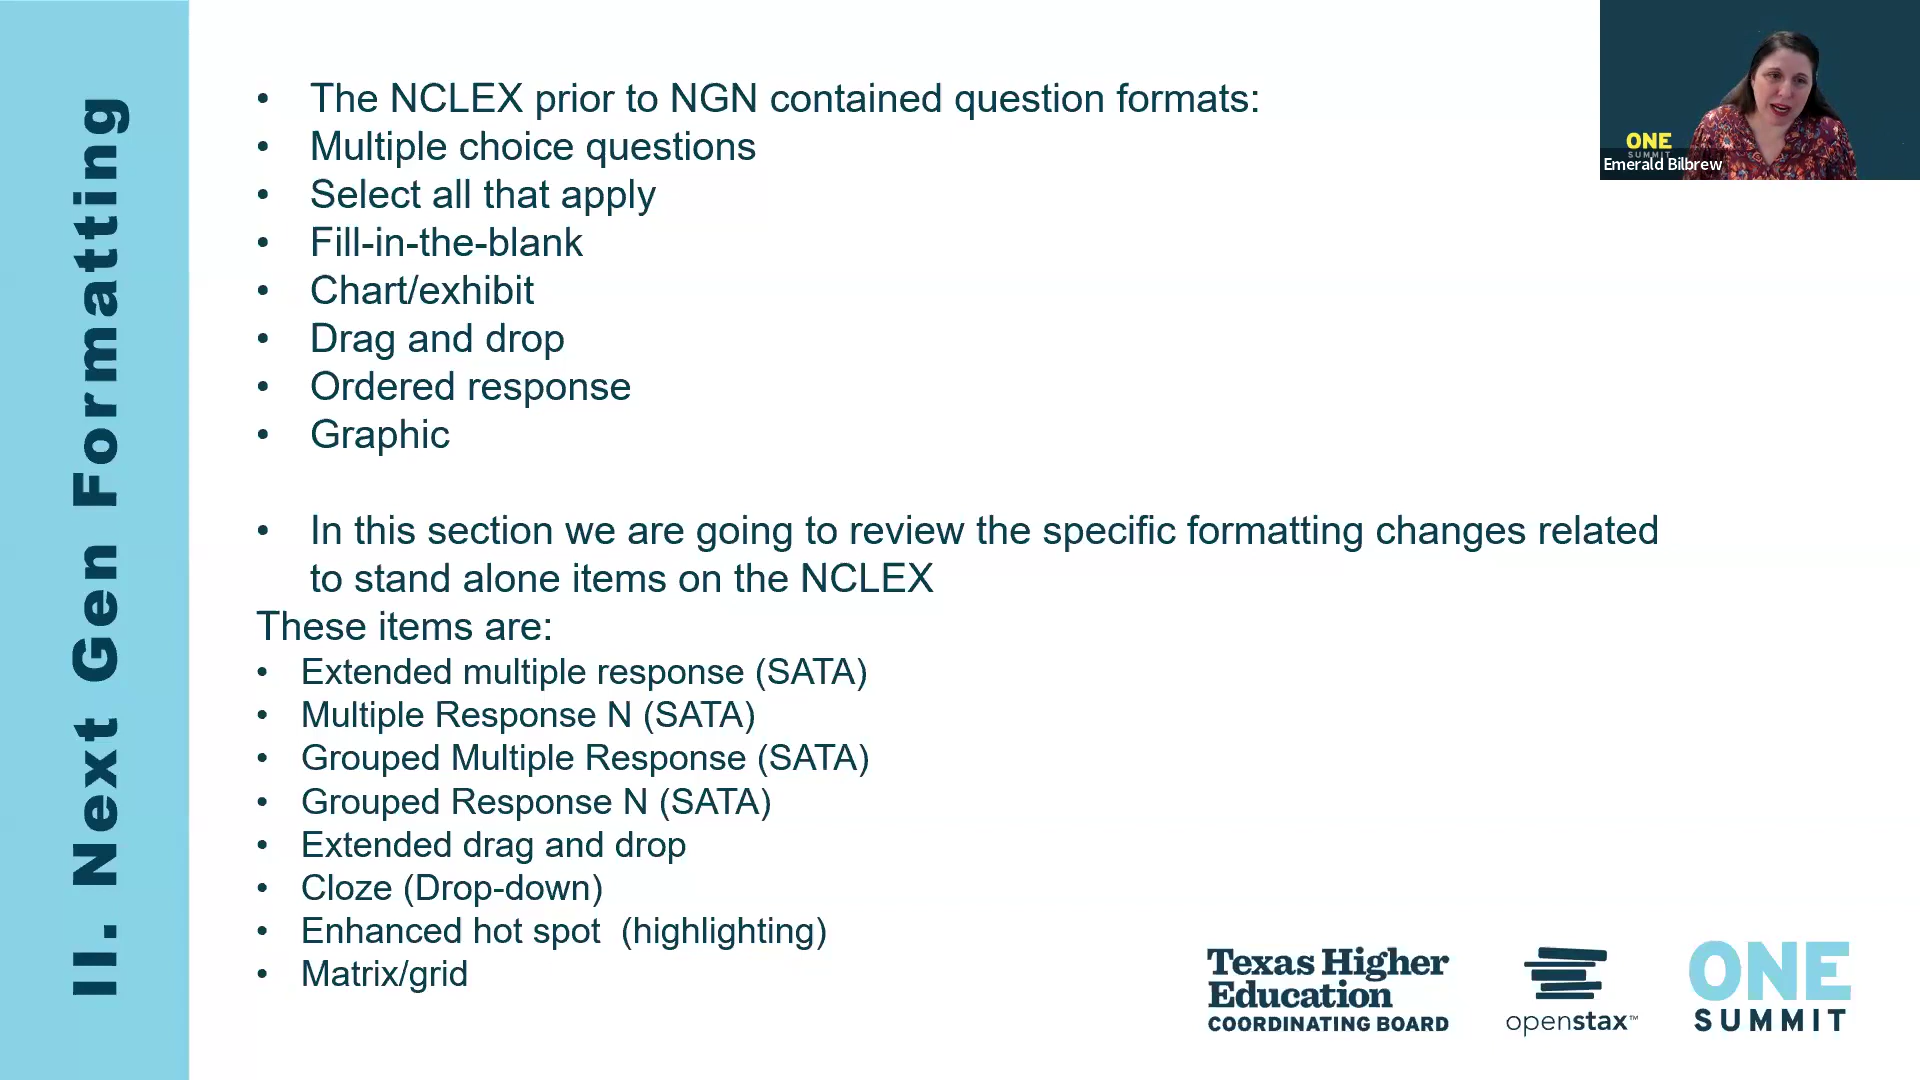 II. Next Gen Formatting
• The NCLEX prior to NGN contained question formats:
• Multiple choice questions
• Select all that apply
• Fill-in-the-blank
• Chart/exhibit
• Drag and drop
• Ordered response
• Graphic
• In this section we are going to review the specific formatting changes related
to stand alone items on the NCLEX
These items are:
• Extended multiple response (SATA)
• Multiple Response N (SATA)
• Grouped Multiple Response (SATA)
• Grouped Response N (SATA)
• Extended drag and drop
• Cloze (Drop-down)
• Enhanced hot spot  (highlighting)
• Matrix/grid
ONE
SUMMIT
Emerald Bilbrew
Texas Higher
Education
COORDINATING BOARD
openstax™
ONE
SUMMIT